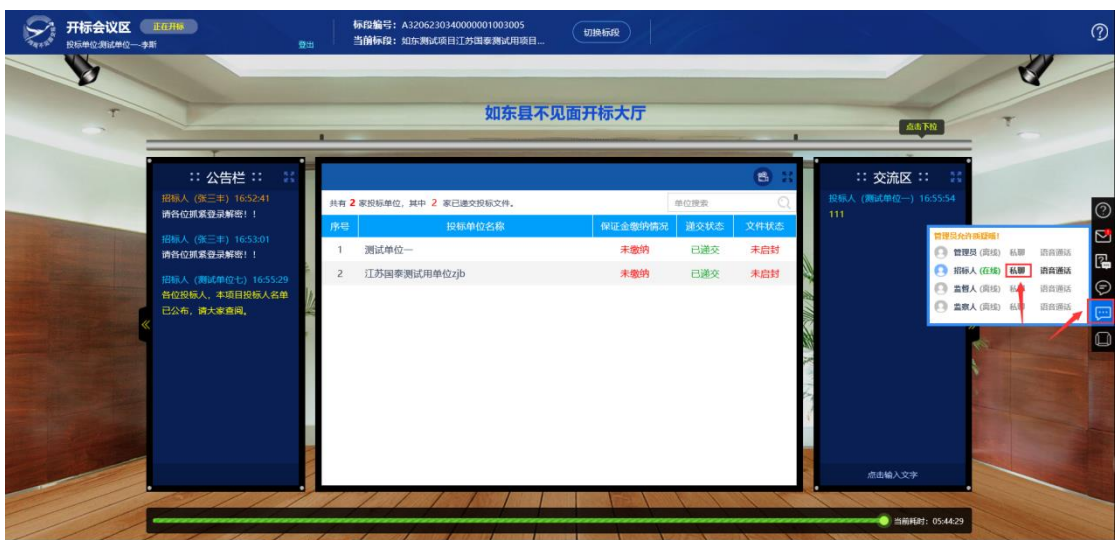 开标会议区 正在开标
投标单位:测试单位一-李斯
登出
标段编号：A3206230340000001003005
当前标段：如东测试项目江苏国泰测试用项目...
切换标段
如东县不见面开标大厅
点击下拉
:: 公告栏 ::
招标人（张三丰）16:52:41
请各位抓紧登录解密！！
招标人（张三丰）16:53:01
请各位抓紧登录解密！！
招标人（测试单位七）16:55:29
各位投标人，本项目投标人名单
已公布，请大家查阅。
共有 2 家投标单位，其中 2 家已递交投标文件。
单位搜索
序号 投标单位名称 保证金缴纳情况 递交状态 文件状态
1 测试单位一 未缴纳 已递交 未启封
2 江苏国泰测试用单位zjb 未缴纳 已递交 未启封
:: 交流区 ::
投标人（测试单位一）16:55:54
111
点击输入文字
管理员 (离线) 私聊 语音通话
招标人 (在线) 私聊 语音通话
监管人 (离线) 私聊 语音通话
监察人 (离线) 私聊 语音通话
当前耗时：05:44:29